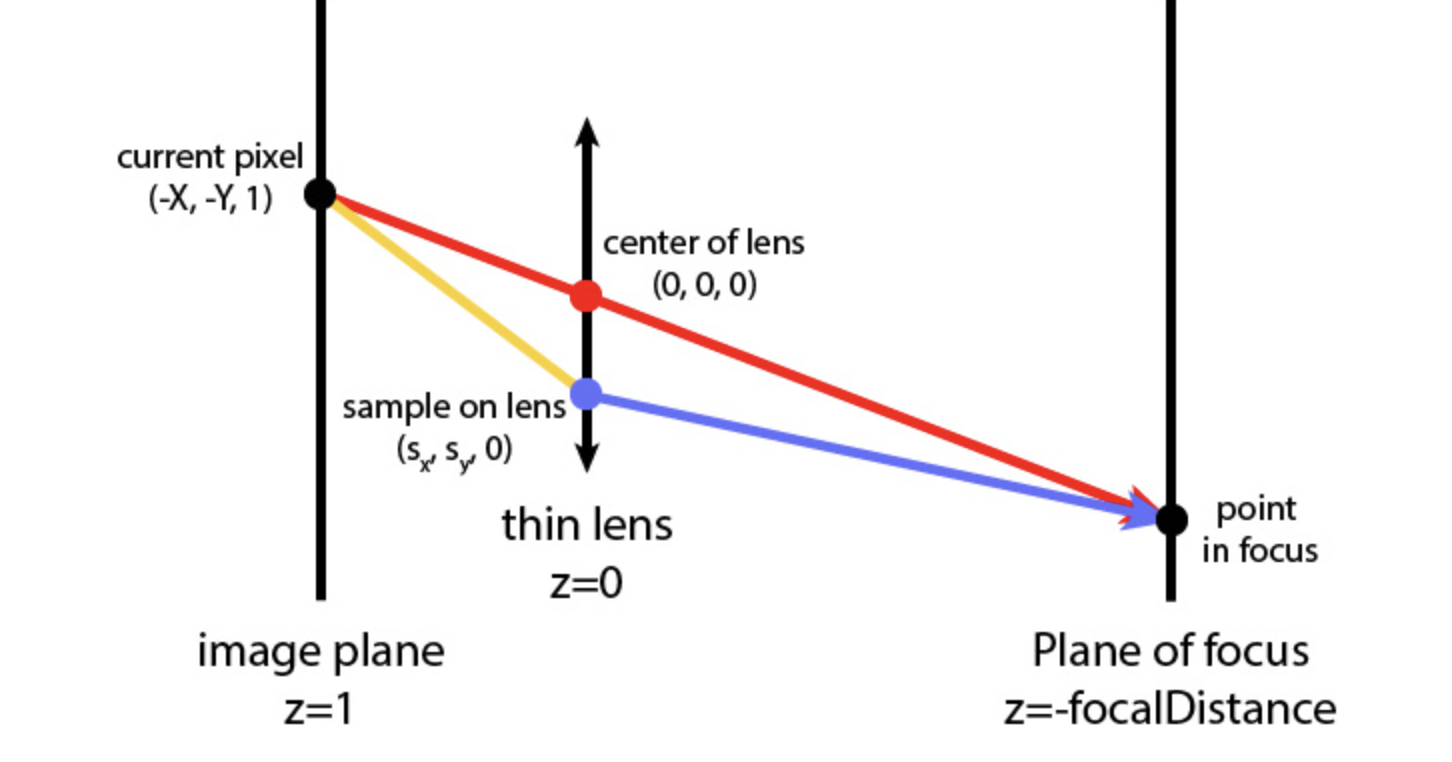 current pixel
(-X, -Y, 1)
center of lens
(0, 0, 0)
sample on lens
(sx, sy, 0)
thin lens
z=0
point
in focus
image plane
z=1
Plane of focus
z=-focalDistance